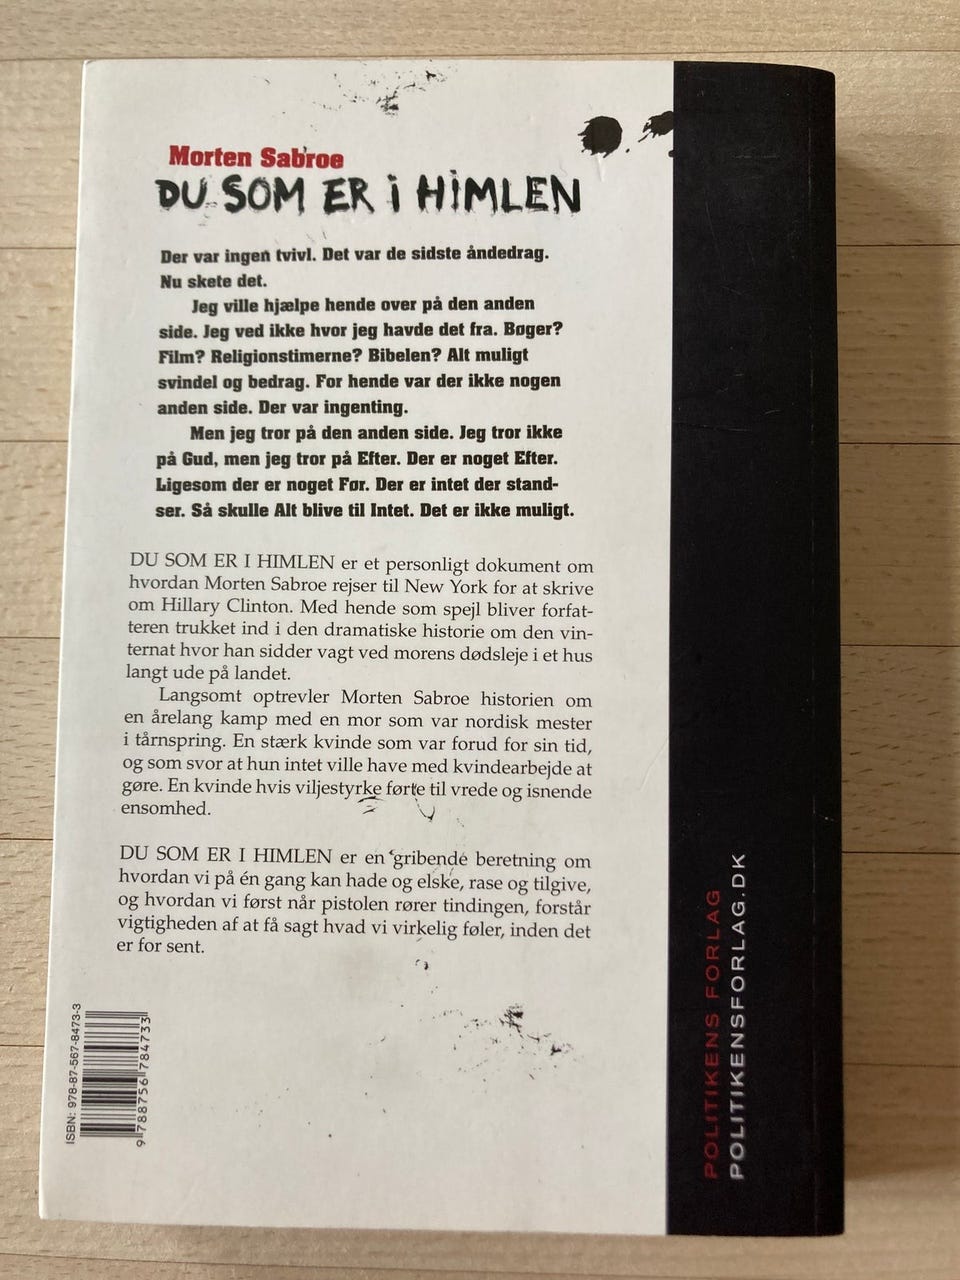 Morten Sabroe
DU SOM ER i HiMLEN
Der var ingen tvivl. Det var de sidste åndedrag.
Nu skete det.
Jeg ville hjælpe hende over på den anden
side. Jeg ved ikke hvor jeg havde det fra. Bøger?
Film? Religionstimerne? Bibelen? Alt muligt
svindel og bedrag. For hende var der ikke nogen
anden side. Der var ingenting.
Men jeg tror på den anden side. Jeg tror ikke
på Gud, men jeg tror på Efter. Der er noget Efter.
Ligesom der er noget Før. Der er intet der stand-
ser. Så skulle Alt blive til Intet. Det er ikke muligt.
DU SOM ER I HIMLEN er et personligt dokument om
hvordan Morten Sabroe rejser til New York for at skrive
om Hillary Clinton. Med hende som spejl bliver forfat-
teren trukket ind i den dramatiske historie om den vin-
ternat hvor han sidder vagt ved morens dødsleje i et hus
langt ude på landet.
Langsomt optrevler Morten Sabroe historien om
en årelang kamp med en mor som var nordisk mester
i tårnspring. En stærk kvinde som var forud for sin tid,
og som svor at hun intet ville have med kvindearbejde at
gøre. En kvinde hvis viljestyrke førte til vrede og isnende
ensomhed.
DU SOM ER I HIMLEN er en gribende beretning om
hvordan vi på én gang kan hade og elske, rase og tilgive,
og hvordan vi først når pistolen rører tindingen, forstår
vigtigheden af at få sagt hvad vi virkelig føler, inden det
er for sent.
ISBN: 978-87-567-8473-3
9 788756 784733
POLITIKENS FORLAG
POLITIKENSFORLAG.DK